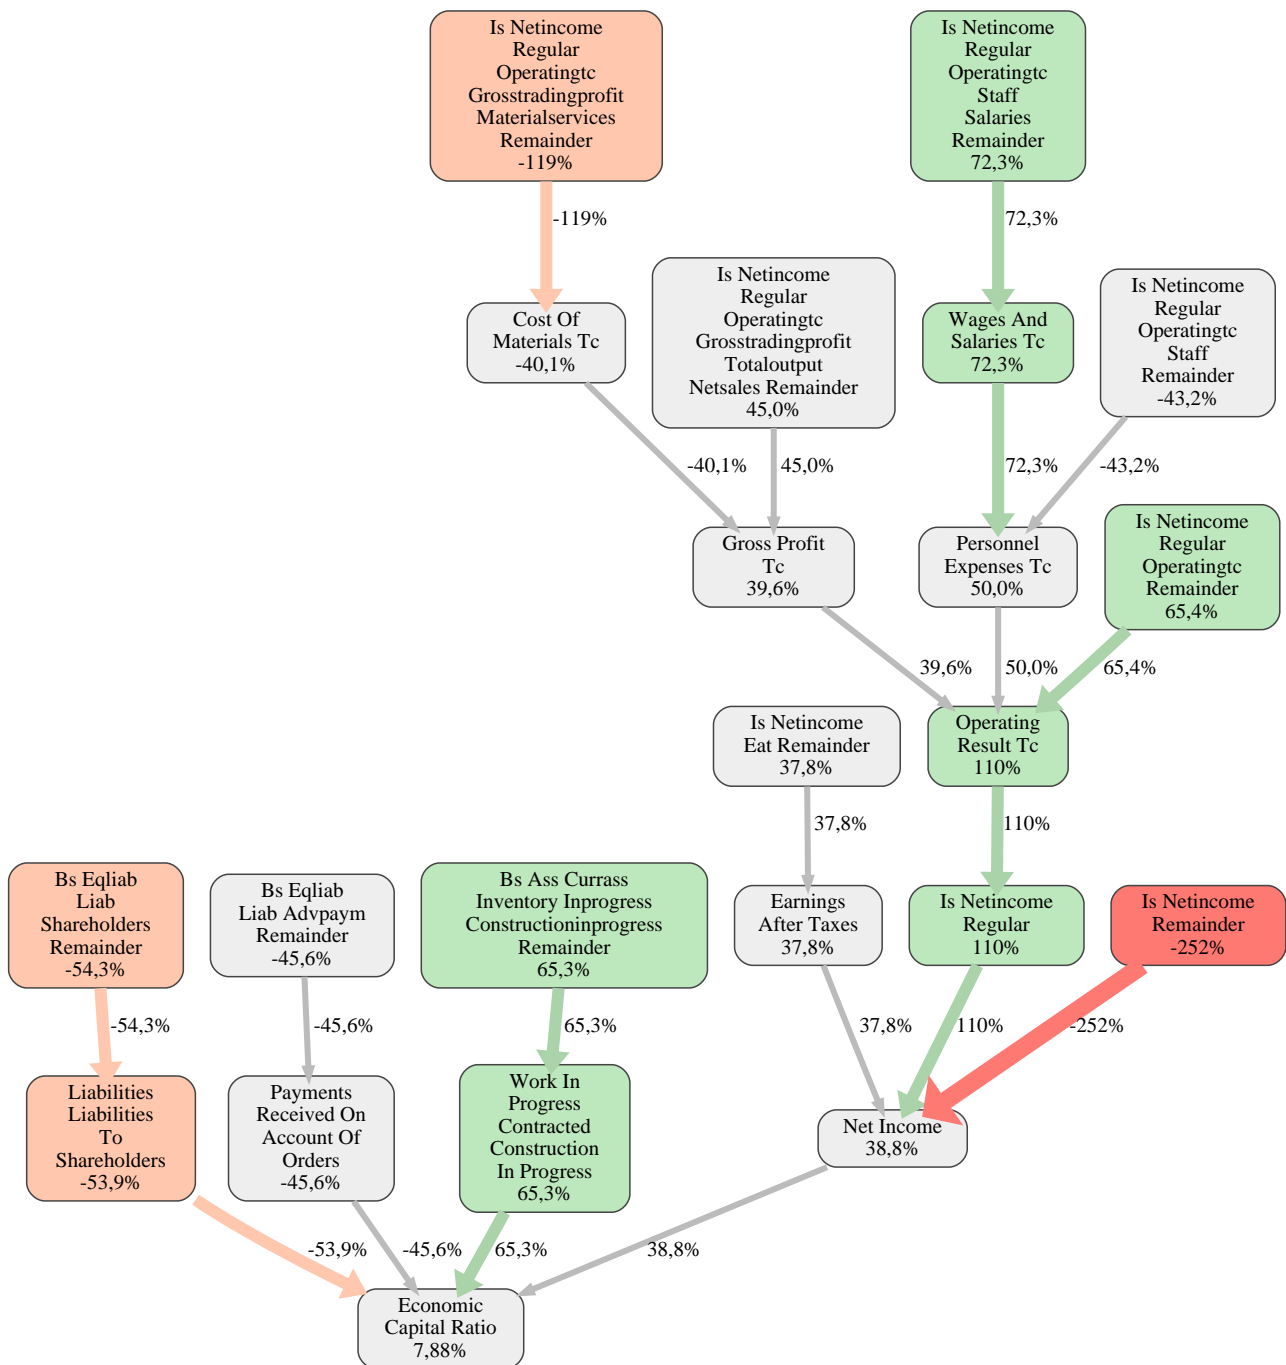 Is Netincome
Regular
Operatingtc
Grosstradingprofit
Materialservices
Remainder
-119%
Is Netincome
Regular
Operatingtc
Staff
Salaries
Remainder
72,3%
-119%
72,3%
Is Netincome
Regular
Operatingtc
Grosstradingprofit
Totaloutput
Netsales Remainder
45,0%
Is Netincome
Regular
Operatingtc
Staff
Remainder
-43,2%
Cost Of
Materials Tc
-40,1%
Wages And
Salaries Tc
72,3%
-40,1%
45,0%
72,3%
-43,2%
Is Netincome
Regular
Operatingtc
Remainder
65,4%
Gross Profit
Tc
39,6%
Personnel
Expenses Tc
50,0%
39,6%
50,0%
65,4%
Is Netincome
Eat Remainder
37,8%
Operating
Result Tc
110%
37,8%
110%
Bs Eqliab
Liab
Shareholders
Remainder
-54,3%
Bs Eqliab
Liab Advpaym
Remainder
-45,6%
Bs Ass Currass
Inventory Inprogress
Constructioninprogress
Remainder
65,3%
Earnings
After Taxes
37,8%
Is Netincome
Regular
110%
Is Netincome
Remainder
-252%
-54,3%
-45,6%
65,3%
37,8%
110%
-252%
Liabilities
Liabilities
To
Shareholders
-53,9%
Payments
Received On
Account Of
Orders
-45,6%
Work In
Progress
Contracted
Construction
In Progress
65,3%
Net Income
38,8%
-53,9%
-45,6%
65,3%
38,8%
Economic
Capital Ratio
7,88%